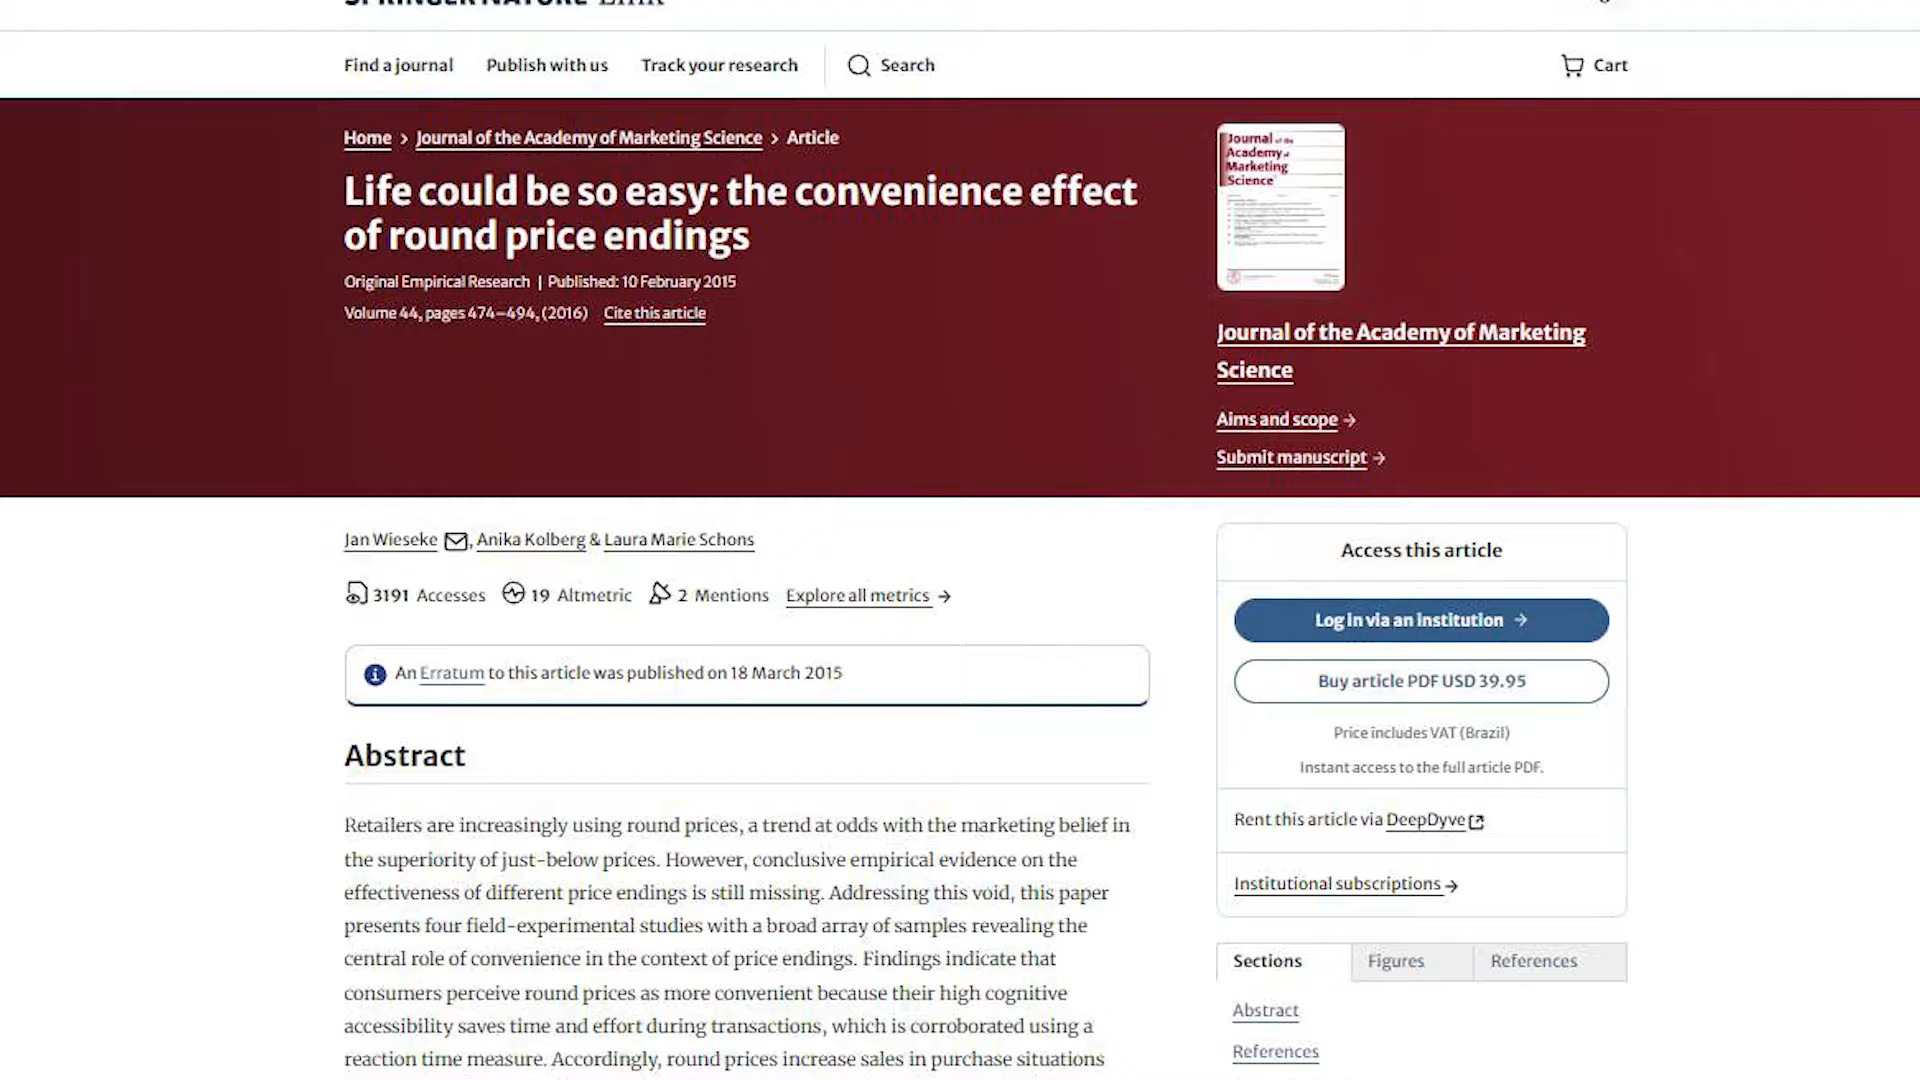 SPRINGER NATURE Link
Find a journal Publish with us Track your research Search Cart
Home > Journal of the Academy of Marketing Science > Article
Life could be so easy: the convenience effect
of round price endings
Original Empirical Research | Published: 10 February 2015
Volume 44, pages 474–494, (2016) Cite this article
Journal of the
Academy of
Marketing
Science
Journal of the Academy of Marketing
Science
Aims and scope →
Submit manuscript →
Jan Wieseke, Anika Kolberg & Laura Marie Schons
3191 Accesses 19 Altmetric 2 Mentions Explore all metrics →
An Erratum to this article was published on 18 March 2015
Abstract
Retailers are increasingly using round prices, a trend at odds with the marketing belief in
the superiority of just-below prices. However, conclusive empirical evidence on the
effectiveness of different price endings is still missing. Addressing this void, this paper
presents four field-experimental studies with a broad array of samples revealing the
central role of convenience in the context of price endings. Findings indicate that
consumers perceive round prices as more convenient because their high cognitive
accessibility saves time and effort during transactions, which is corroborated using a
reaction time measure. Accordingly, round prices increase sales in purchase situations
Access this article
Log in via an institution →
Buy article PDF USD 39.95
Price includes VAT (Brazil)
Instant access to the full article PDF.
Rent this article via DeepDyve
Institutional subscriptions →
Sections Figures References
Abstract
References